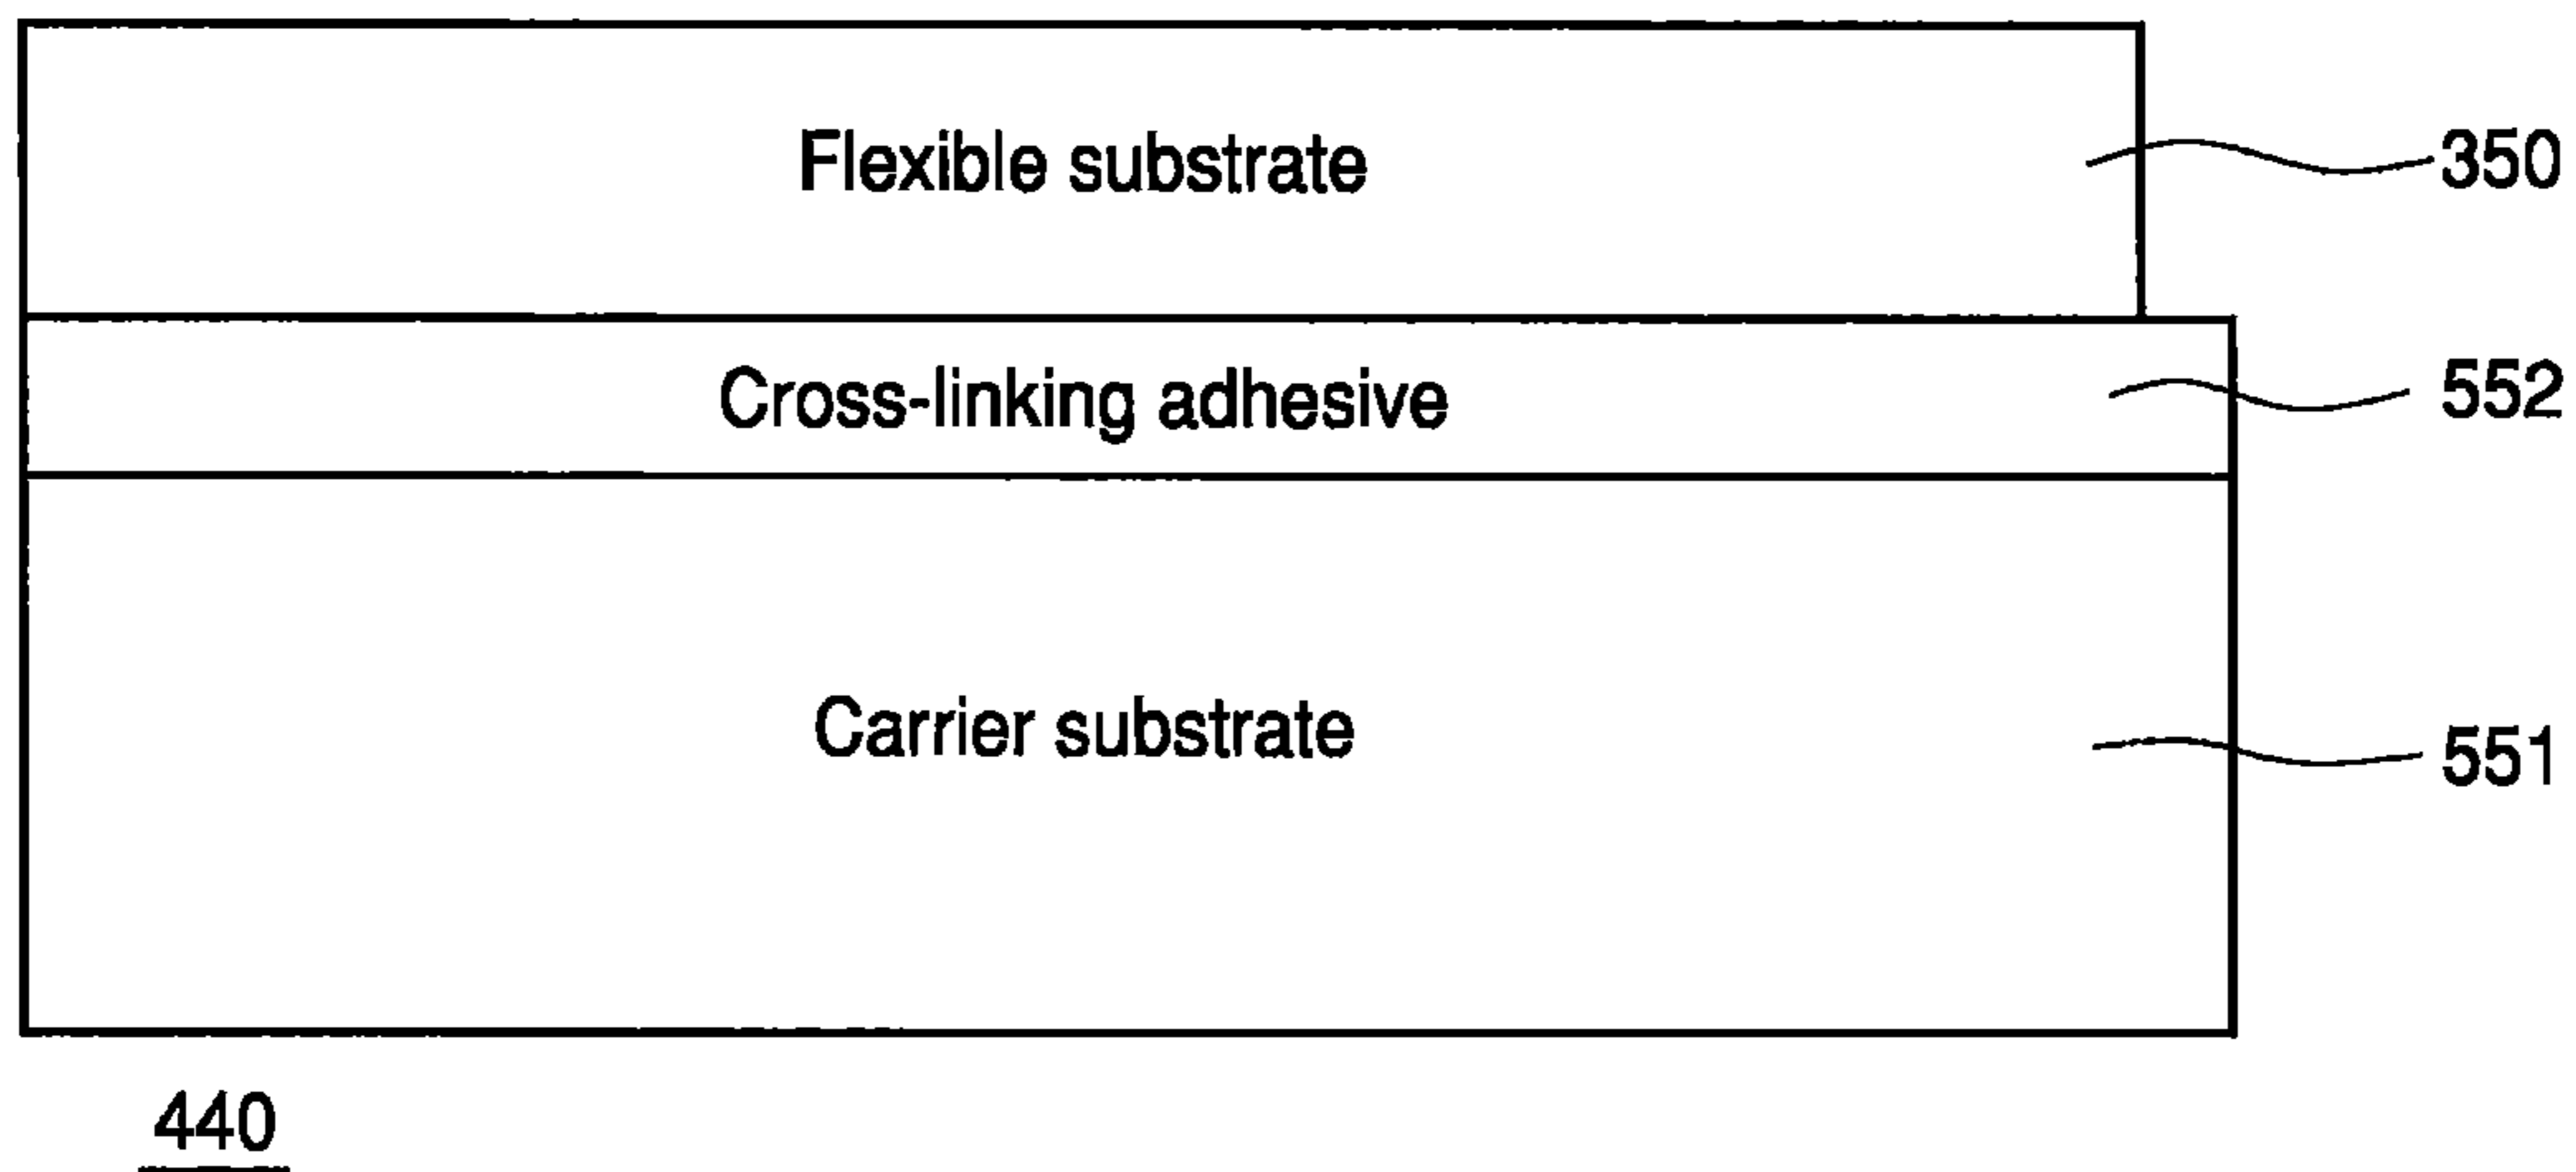 Flexible substrate
350
Cross-linking adhesive
552
Carrier substrate
551
440